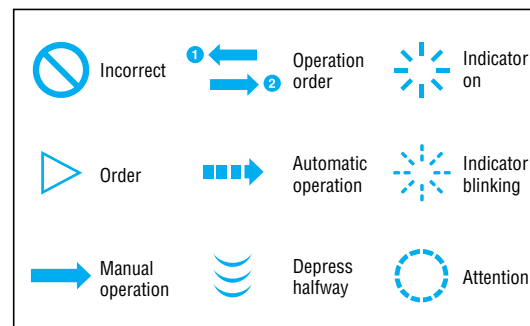 Incorrect
1
2
Operation
order
Indicator
on
Order
Automatic
operation
Indicator
blinking
Manual
operation
Depress
halfway
Attention